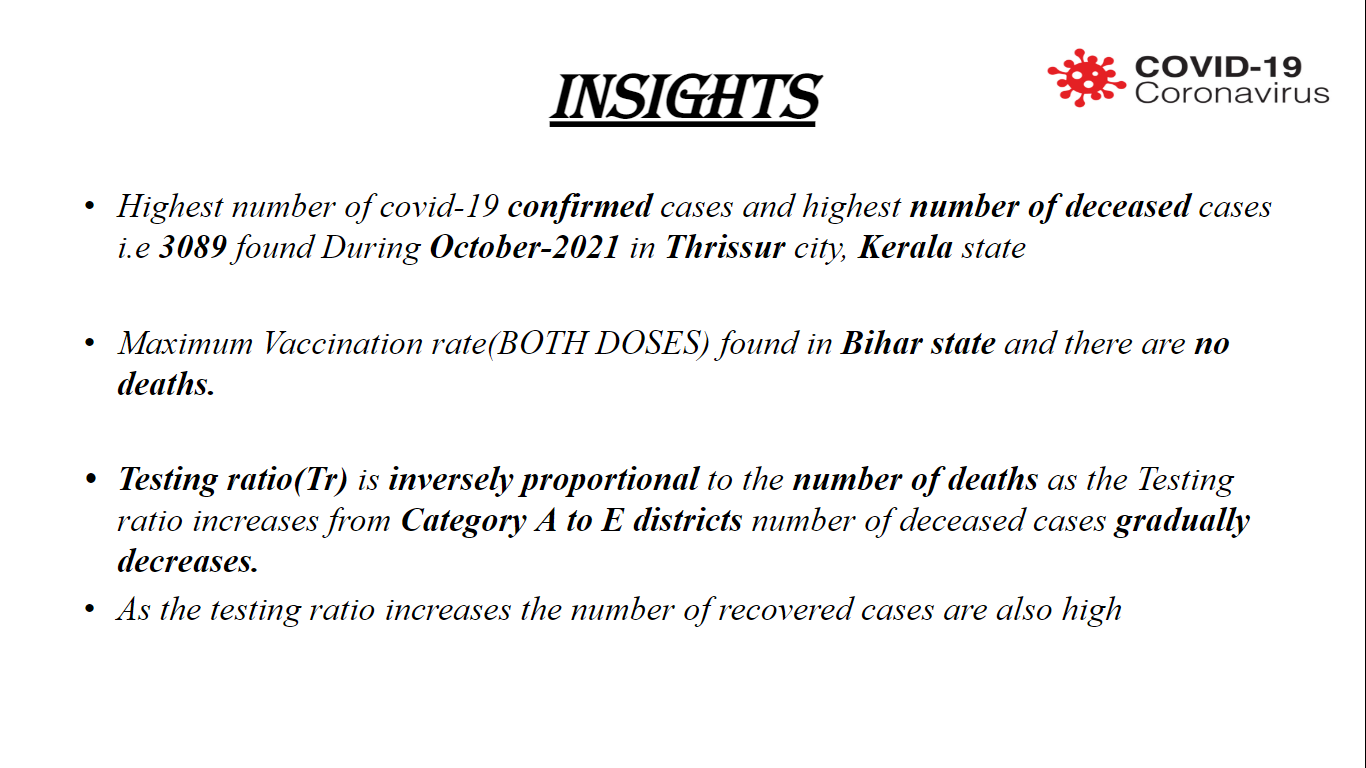 INSIGHTS
COVID-19
Coronavirus
• Highest number of covid-19 confirmed cases and highest number of deceased cases
i.e 3089 found During October-2021 in Thrissur city, Kerala state
• Maximum Vaccination rate(BOTH DOSES) found in Bihar state and there are no
deaths.
• Testing ratio(Tr) is inversely proportional to the number of deaths as the Testing
ratio increases from Category A to E districts number of deceased cases gradually
decreases.
• As the testing ratio increases the number of recovered cases are also high